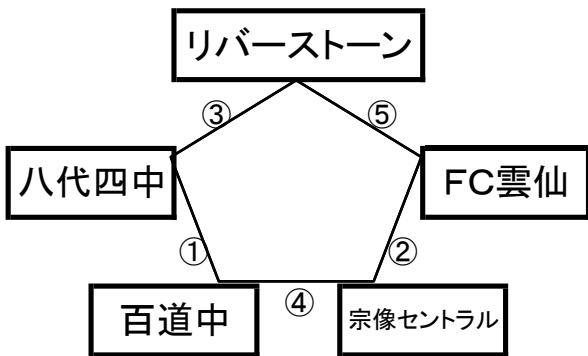 リバーストーン
③
⑤
八代四中
FC雲仙
①
②
百道中
④
宗像セントラル